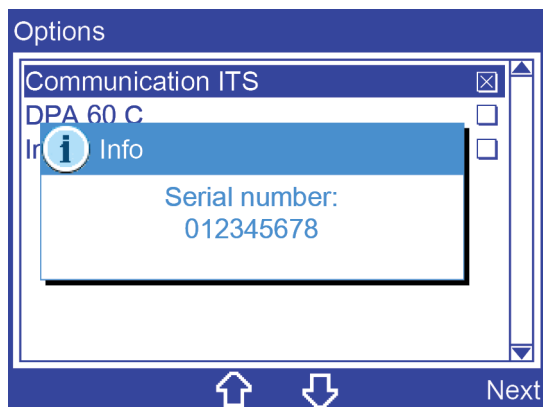 Options
Communication ITS
DPA 60 C
i Info
Serial number:
012345678
Next